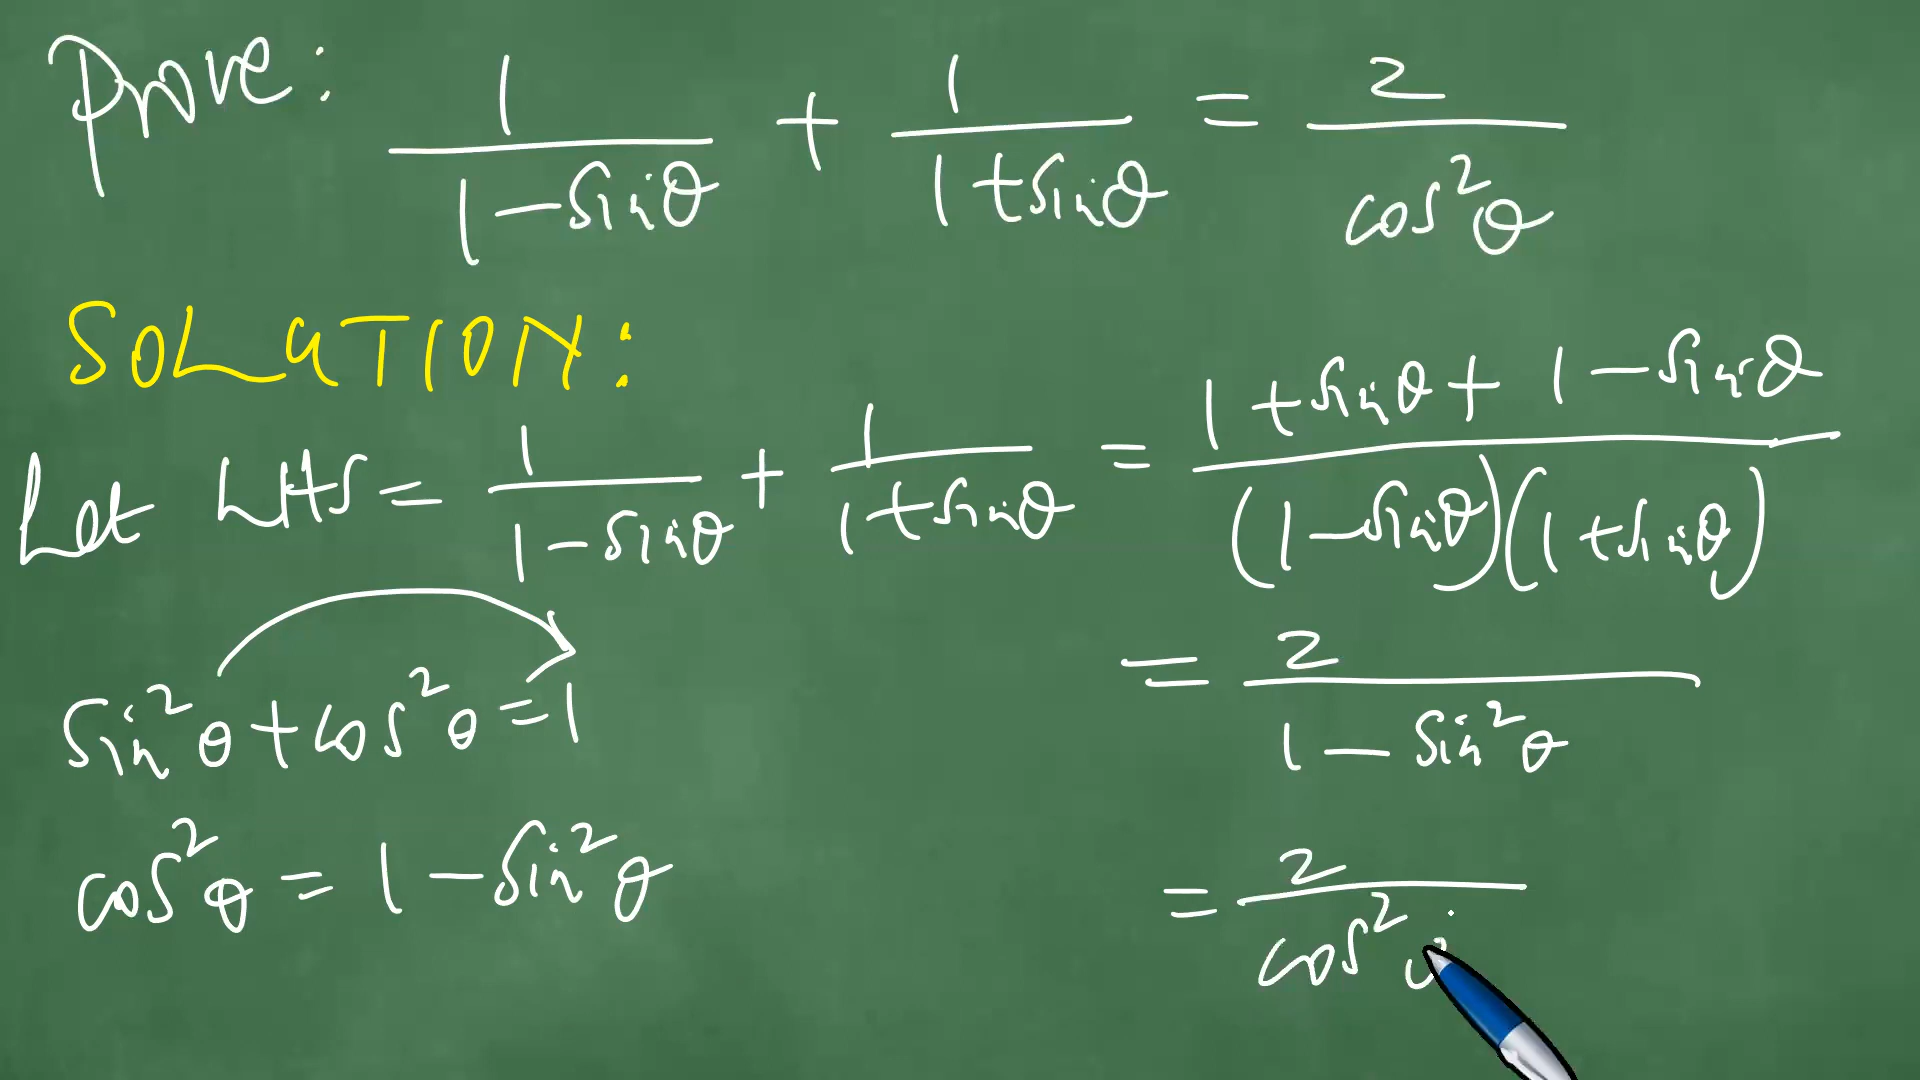 Prove: 1/(1-sinθ) + 1/(1+sinθ) = 2/cos²θ
SOLUTION:
Let LHS = 1/(1-sinθ) + 1/(1+sinθ) = (1+sinθ+1-sinθ)/((1-sinθ)(1+sinθ))
= 2/(1-sin²θ)
sin²θ+cos²θ=1
cos²θ = 1-sin²θ
= 2/cos²